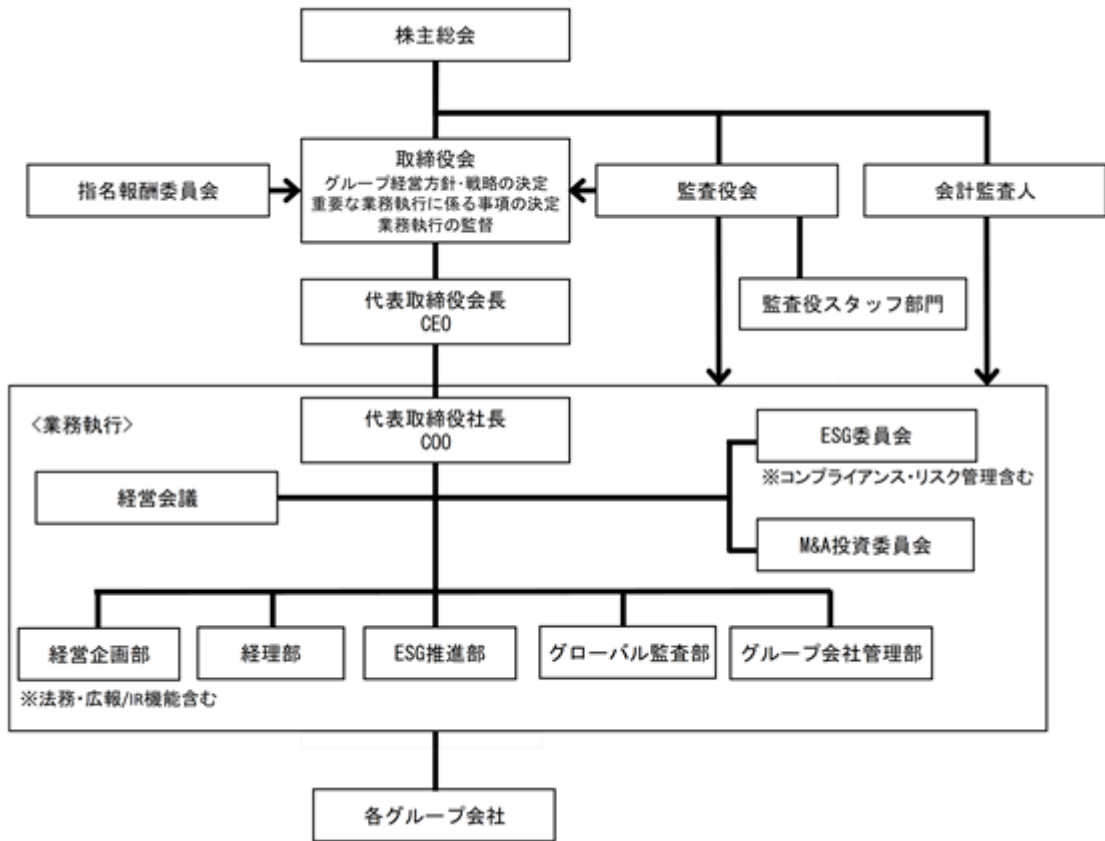 株主総会
指名報酬委員会
取締役会
グループ経営方針・戦略の決定
重要な業務執行に係る事項の決定
業務執行の監督
監査役会
会計監査人
監査役スタッフ部門
代表取締役会長
CEO
<業務執行>
代表取締役社長
COO
ESG委員会
※コンプライアンス・リスク管理含む
経営会議
M&A投資委員会
経営企画部
経理部
ESG推進部
グローバル監査部
グループ会社管理部
※法務・広報/IR機能含む
各グループ会社